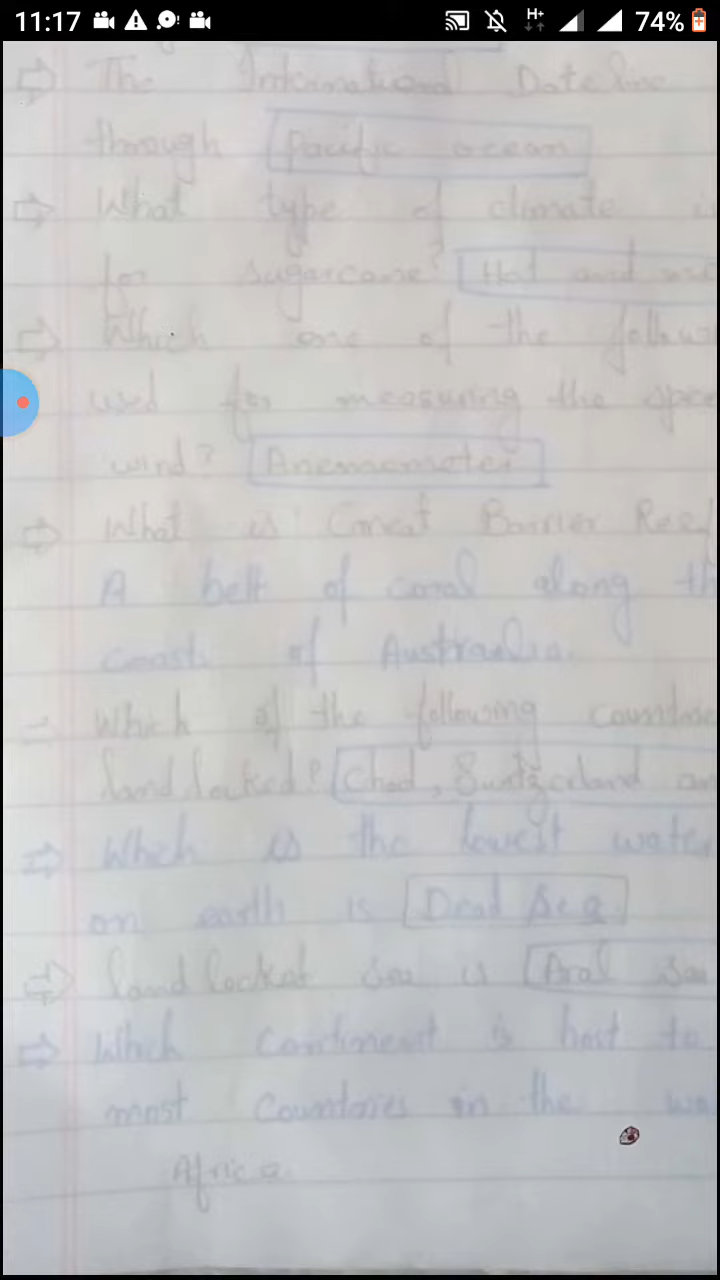 11:17 H+ 74%
The International Date line
through Pacific ocean
What type of climate
for sugarcane? Hot and
Which one of the
used for measuring the
wind? Anemometer
What is Great Barrier Reef
A belt of coral along
coasts of Australia.
Which of the following
land locked? Chad, Switzerland
Which is the lowest water
on earth is Dead Sea
land locked sea is Aral sea
Which Continent is host to
most Countries in the
Africa.